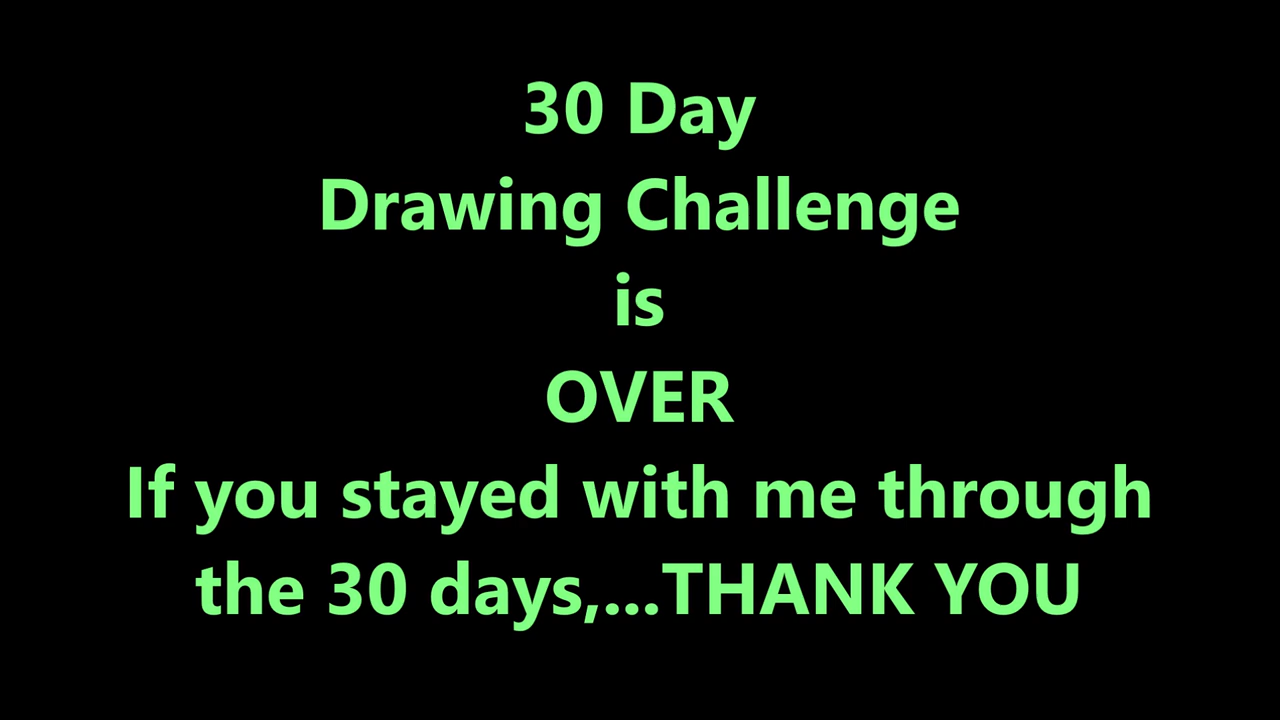 30 Day
Drawing Challenge
is
OVER
If you stayed with me through
the 30 days,...THANK YOU